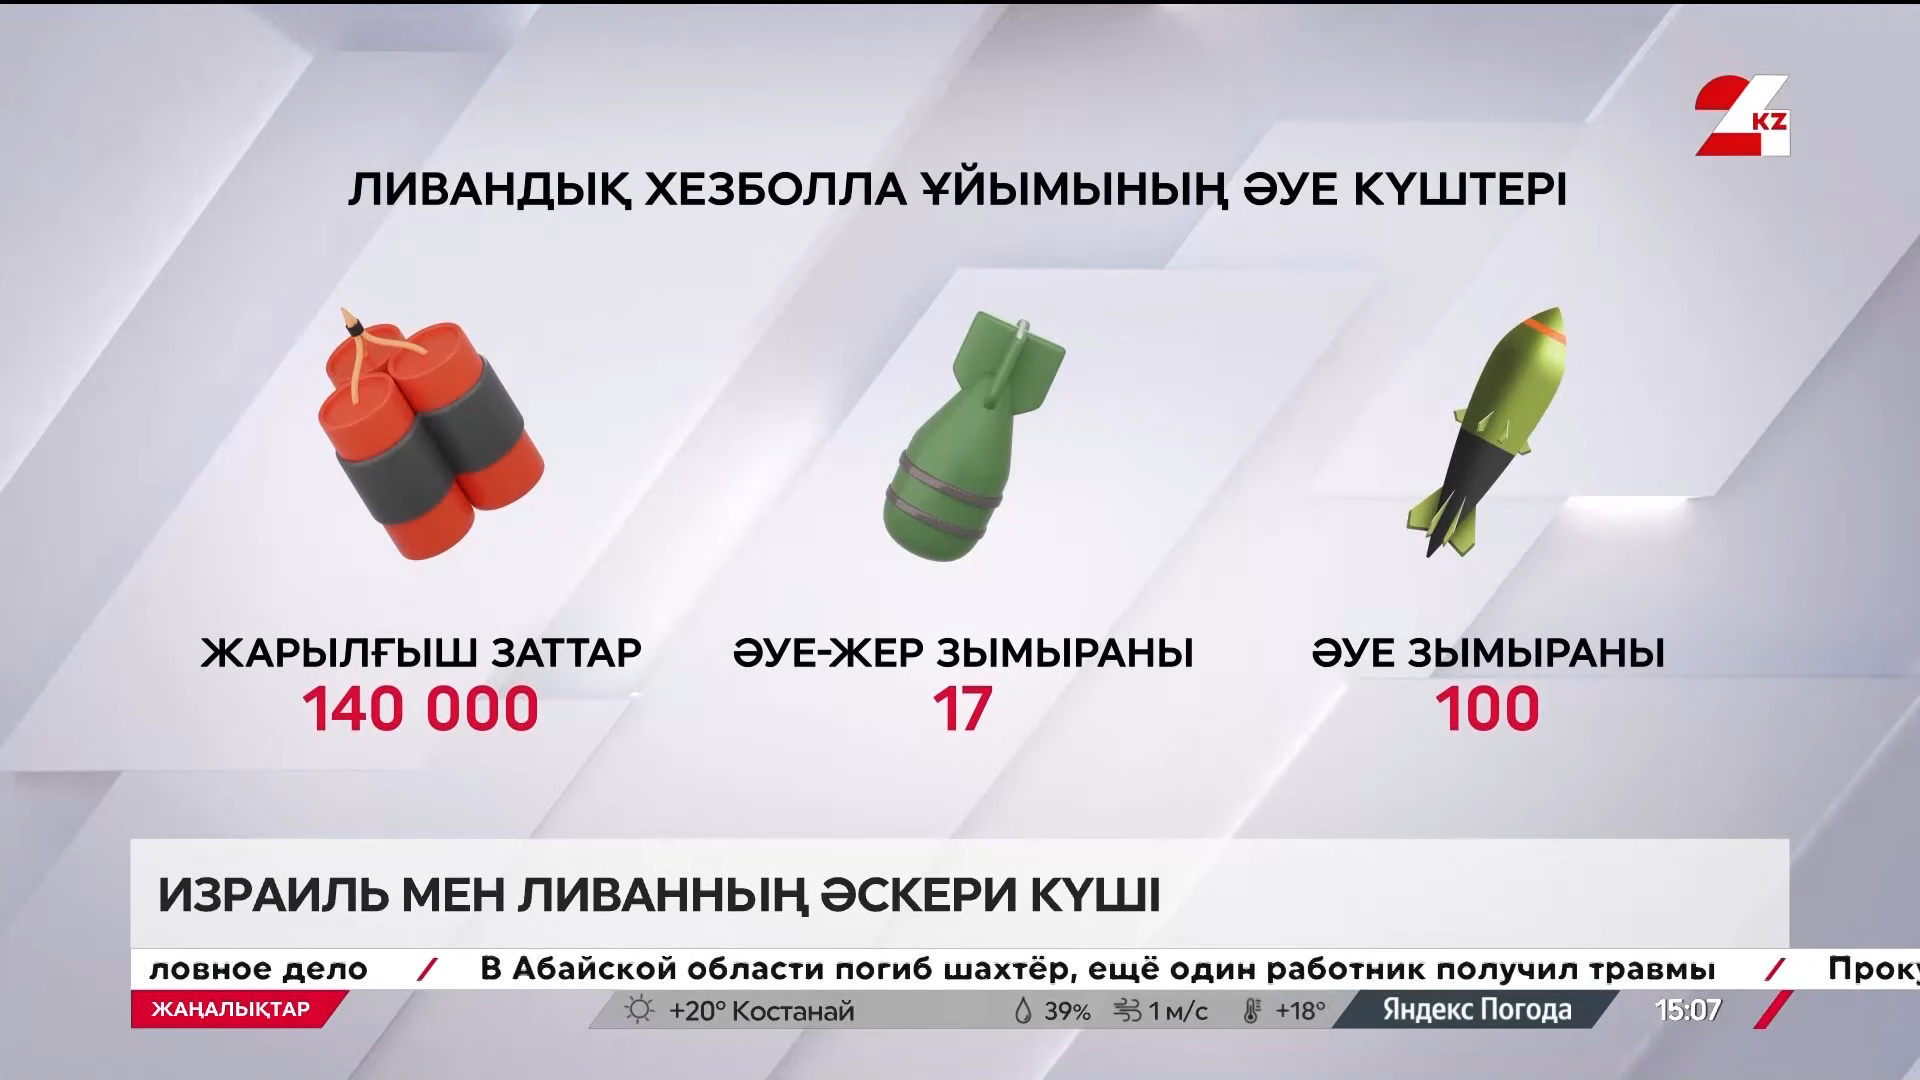 24 KZ
ЛИВАНДЫҚ ХЕЗБОЛЛА ҰЙЫМЫНЫҢ ӘУЕ КҮШТЕРІ
ЖАРЫЛҒЫШ ЗАТТАР
140 000
ӘУЕ-ЖЕР ЗЫМЫРАНЫ
17
ӘУЕ ЗЫМЫРАНЫ
100
ИЗРАИЛЬ МЕН ЛИВАННЫҢ ӘСКЕРИ КҮШІ
ловное дело / В Абайской области погиб шахтёр, ещё один работник получил травмы / Проку
ЖАҢАЛЫҚТАР +20° Костанай 39% 1 м/с +18° Яндекс Погода 15:07